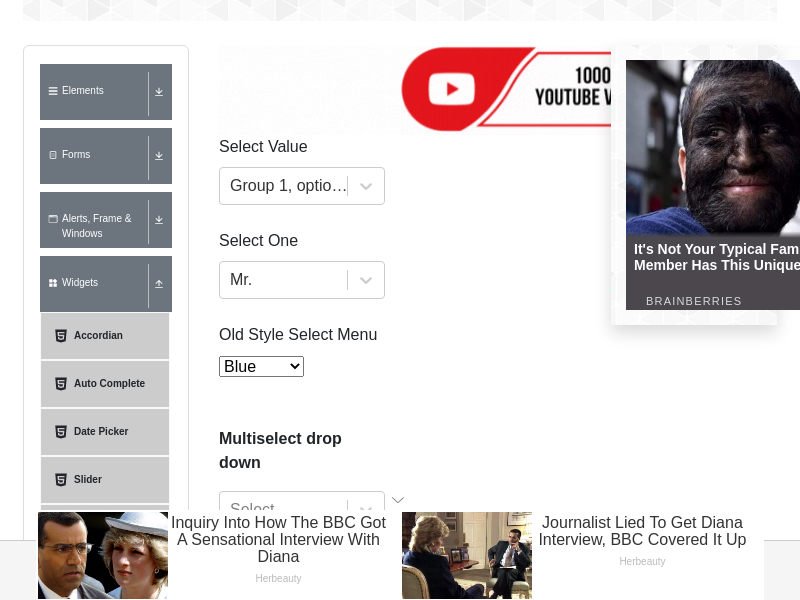 Elements
Forms
Alerts, Frame &
Windows
Widgets
Accordian
Auto Complete
Date Picker
Slider
1000
YOUTUBE V
Select Value
Group 1, optio...
Select One
Mr.
Old Style Select Menu
Blue
Multiselect drop
down
Select...
It's Not Your Typical Fam
Member Has This Unique
BRAINBERRIES
Inquiry Into How The BBC Got
A Sensational Interview With
Diana
Herbeauty
Journalist Lied To Get Diana
Interview, BBC Covered It Up
Herbeauty